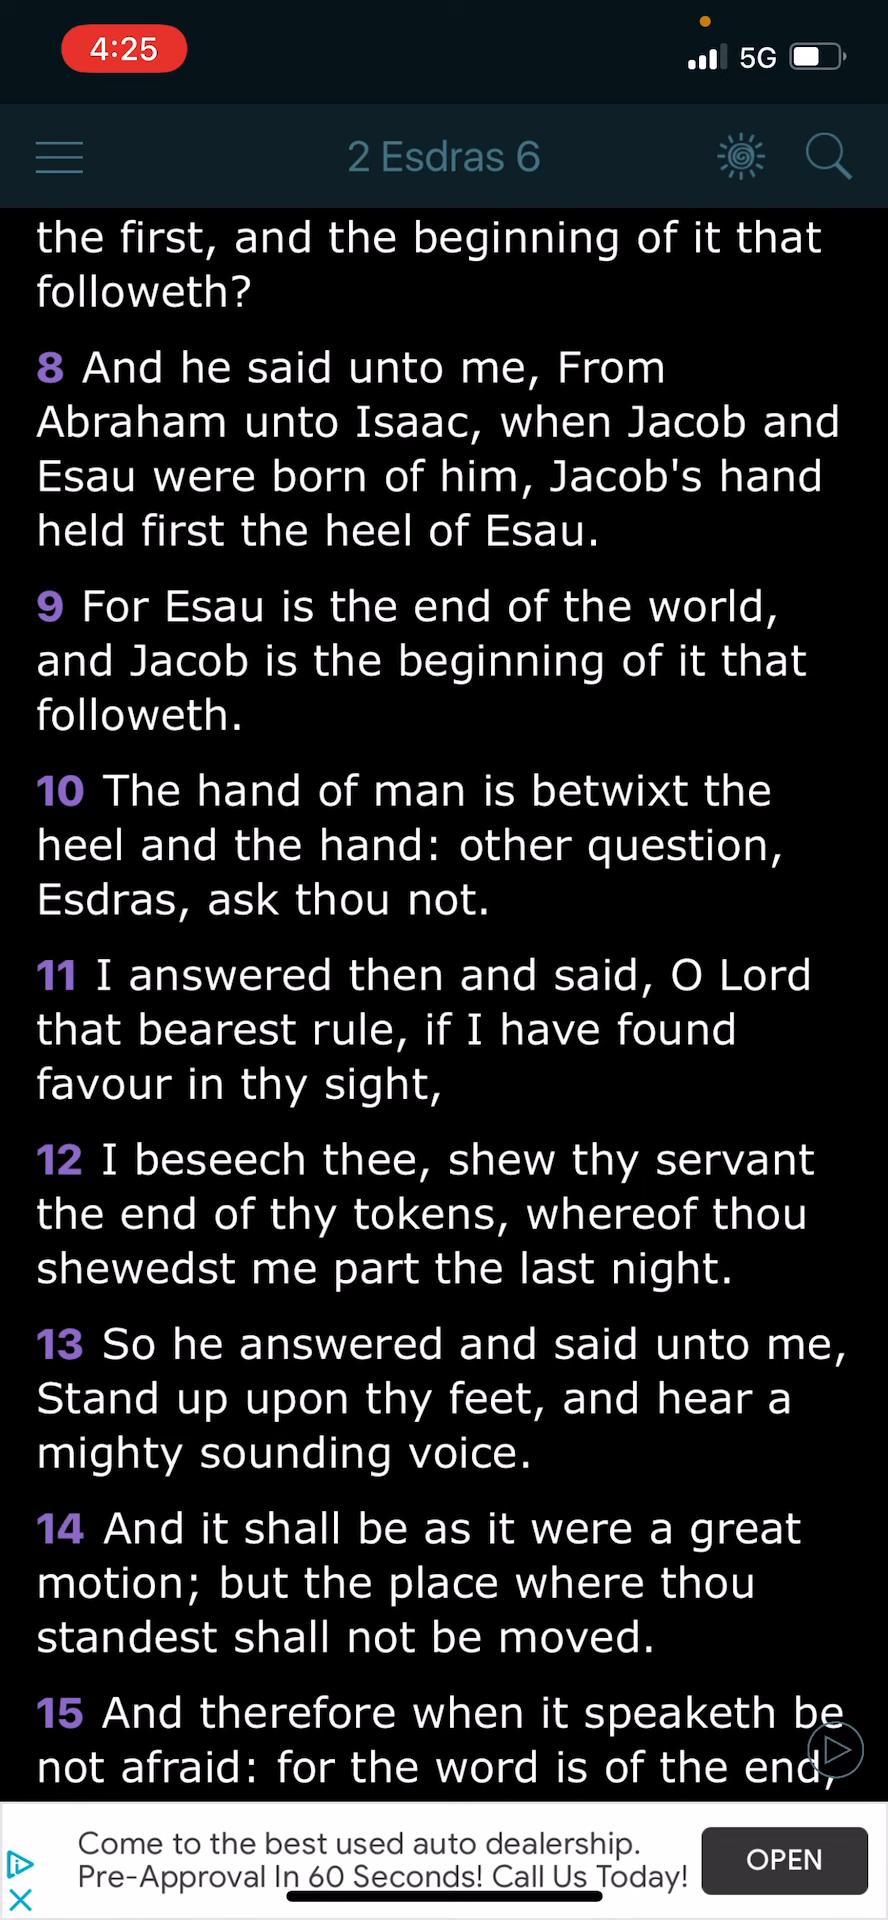 4:25
5G
2 Esdras 6
the first, and the beginning of it that
followeth?
8 And he said unto me, From
Abraham unto Isaac, when Jacob and
Esau were born of him, Jacob's hand
held first the heel of Esau.
9 For Esau is the end of the world,
and Jacob is the beginning of it that
followeth.
10 The hand of man is betwixt the
heel and the hand: other question,
Esdras, ask thou not.
11 I answered then and said, O Lord
that bearest rule, if I have found
favour in thy sight,
12 I beseech thee, shew thy servant
the end of thy tokens, whereof thou
shewedst me part the last night.
13 So he answered and said unto me,
Stand up upon thy feet, and hear a
mighty sounding voice.
14 And it shall be as it were a great
motion; but the place where thou
standest shall not be moved.
15 And therefore when it speaketh be
not afraid: for the word is of the end,
Come to the best used auto dealership.
Pre-Approval In 60 Seconds! Call Us Today!
OPEN